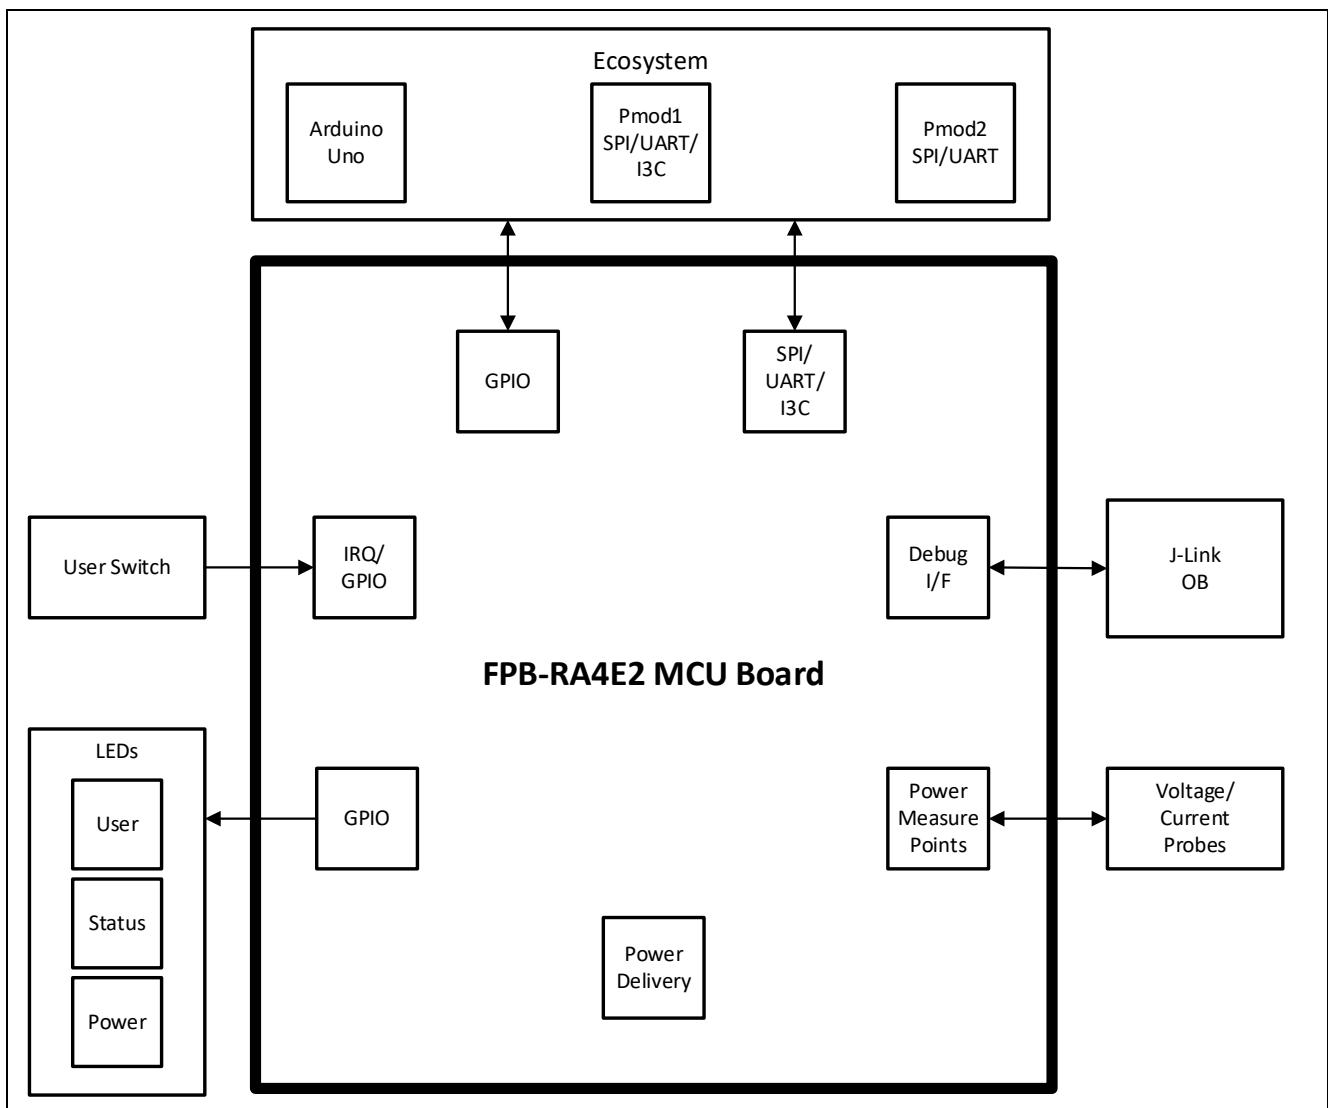 Ecosystem
Arduino
Uno
Pmod1
SPI/UART/
I3C
Pmod2
SPI/UART
GPIO
SPI/
UART/
I3C
User Switch
IRQ/
GPIO
Debug
I/F
J-Link
OB
FPB-RA4E2 MCU Board
LEDs
User
Status
Power
GPIO
Power
Measure
Points
Voltage/
Current
Probes
Power
Delivery